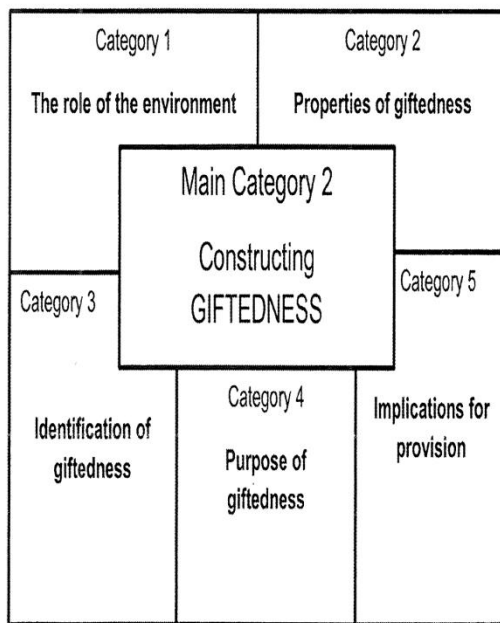 Category 1
The role of the environment
Category 2
Properties of giftedness
Main Category 2
Constructing
GIFTEDNESS
Category 3
Identification of
giftedness
Category 4
Purpose of
giftedness
Category 5
Implications for
provision